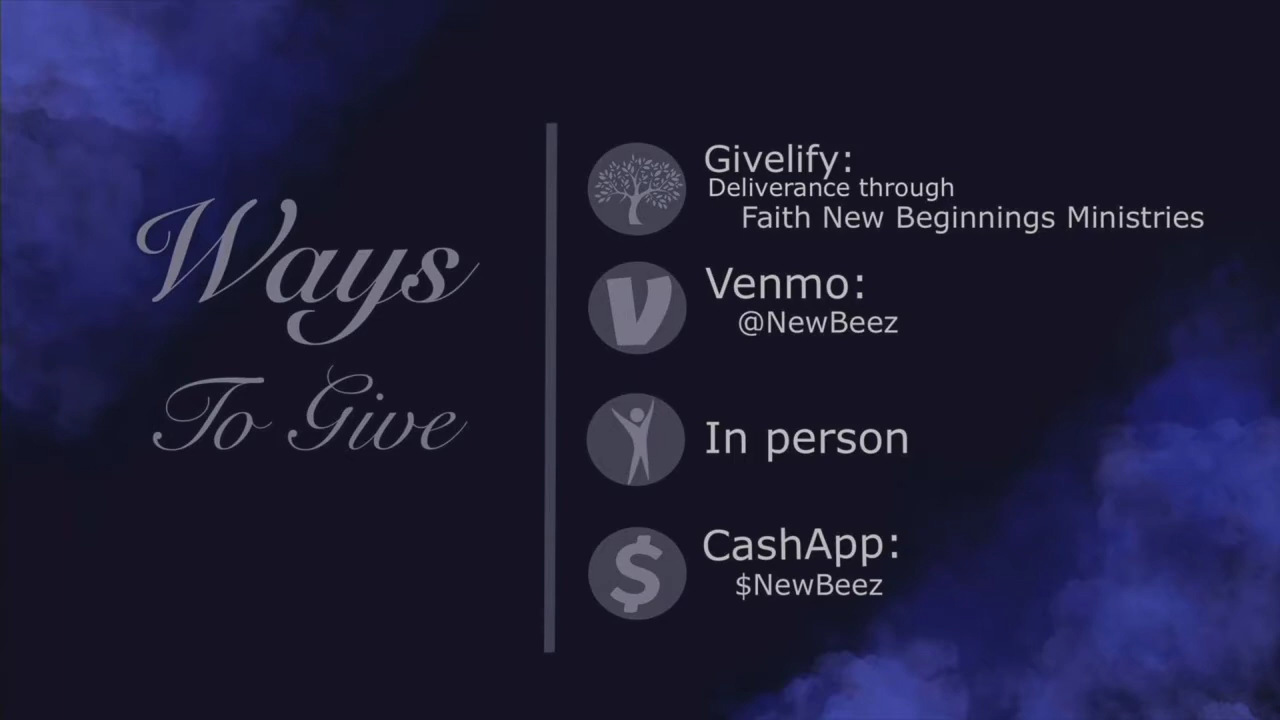 Ways
To Give
Givelify:
Deliverance through
Faith New Beginnings Ministries
Venmo:
@NewBeez
In person
CashApp:
$NewBeez